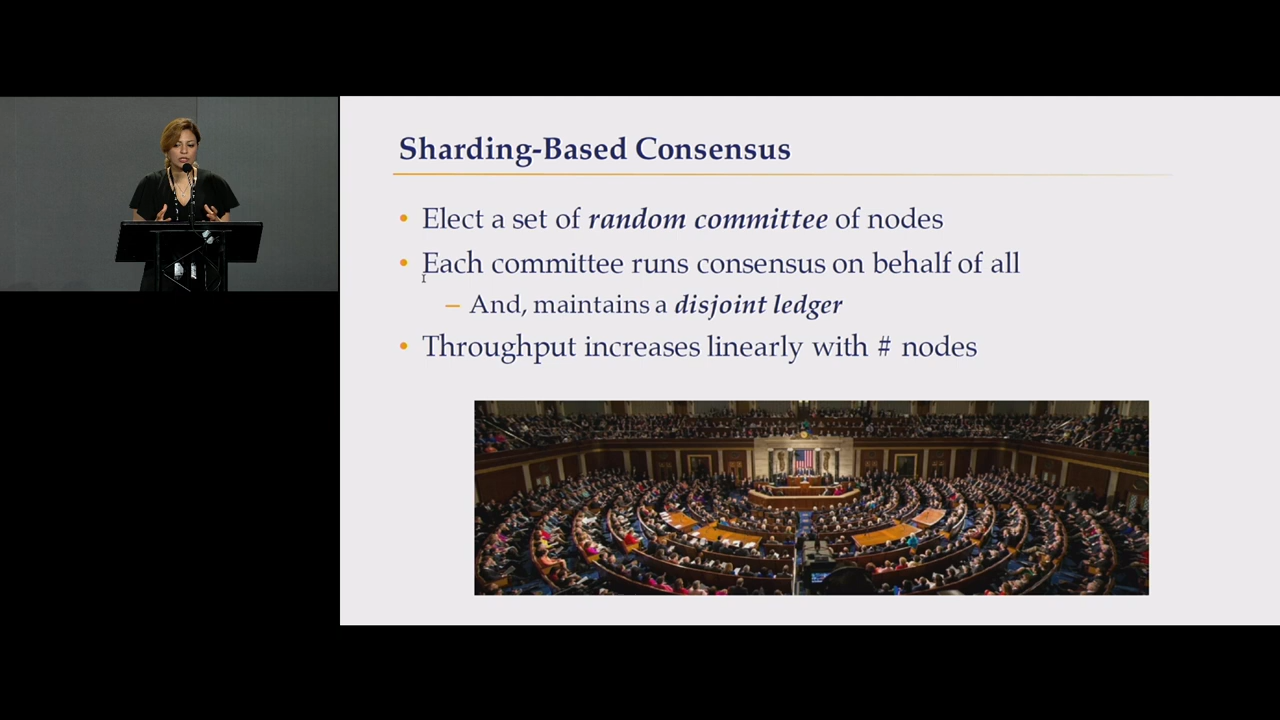 Sharding-Based Consensus
• Elect a set of random committee of nodes
• Each committee runs consensus on behalf of all
– And, maintains a disjoint ledger
• Throughput increases linearly with # nodes